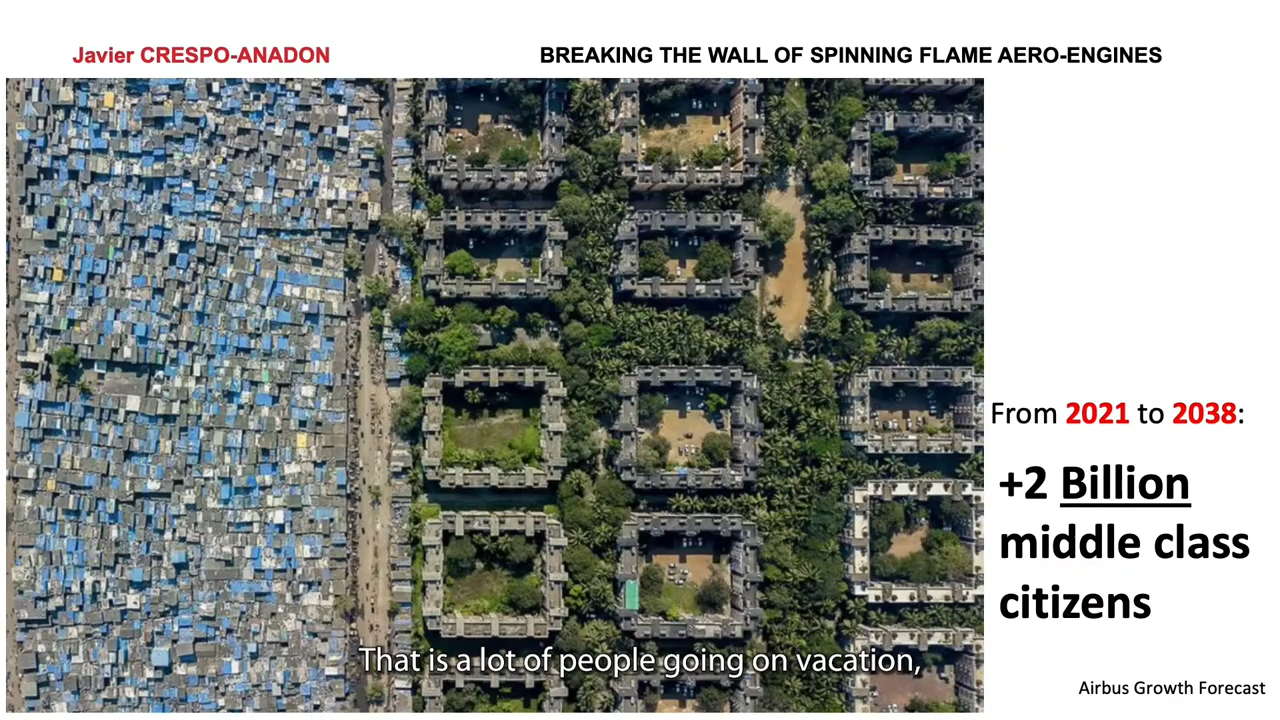 Javier CRESPO-ANADON
BREAKING THE WALL OF SPINNING FLAME AERO-ENGINES
From 2021 to 2038:
+2 Billion
middle class
citizens
That is a lot of people going on vacation,
Airbus Growth Forecast